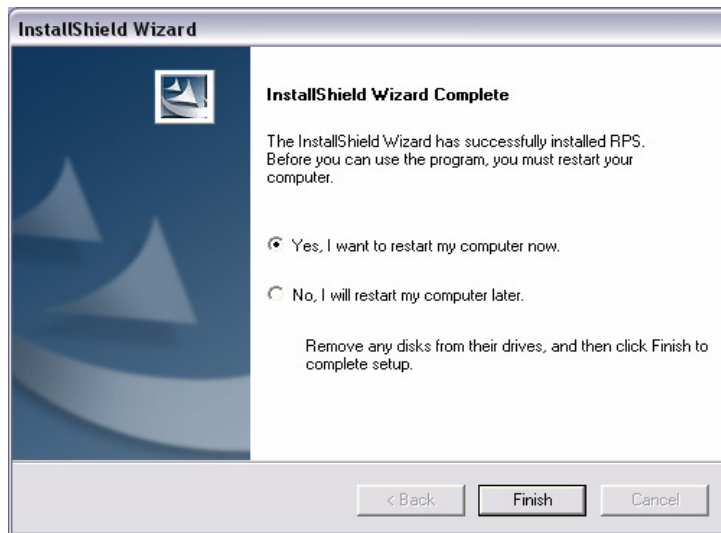 InstallShield Wizard
InstallShield Wizard Complete
The InstallShield Wizard has successfully installed RPS.
Before you can use the program, you must restart your
computer.
Yes, I want to restart my computer now.
No, I will restart my computer later.
Remove any disks from their drives, and then click Finish to
complete setup.
< Back
Finish
Cancel